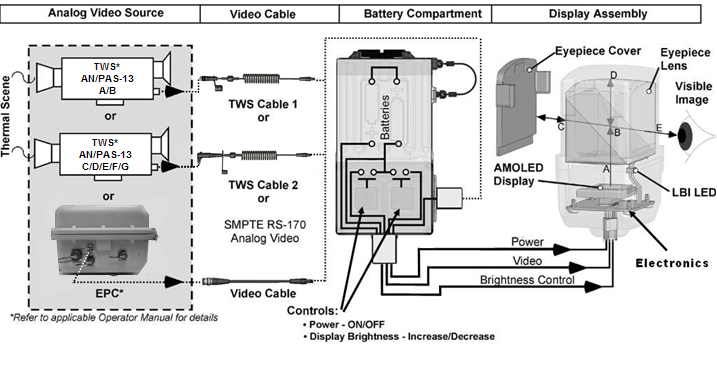 Analog Video Source
Video Cable
Battery Compartment
Display Assembly
Thermal Scene
TWS*
AN/PAS-13
A/B
or
TWS*
AN/PAS-13
C/D/E/F/G
or
EPC*
*Refer to applicable Operator Manual for details
TWS Cable 1
or
TWS Cable 2
or
SMPTE RS-170
Analog Video
Video Cable
Batteries
Controls:
• Power - ON/OFF
• Display Brightness - Increase/Decrease
Eyepiece Cover
Eyepiece
Lens
Visible
Image
D
C
B
E
A
AMOLED
Display
LBI LED
Electronics
Power
Video
Brightness Control